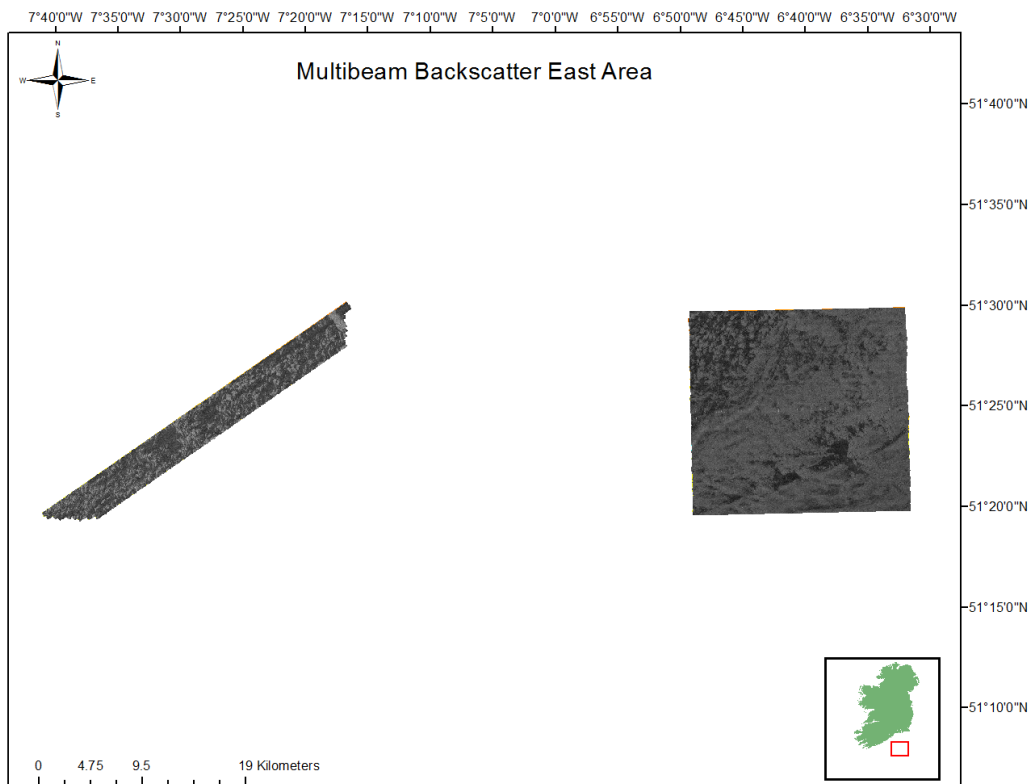 7°40'0"W 7°35'0"W 7°30'0"W 7°25'0"W 7°20'0"W 7°15'0"W 7°10'0"W 7°5'0"W 7°0'0"W 6°55'0"W 6°50'0"W 6°45'0"W 6°40'0"W 6°35'0"W 6°30'0"W
N
W E
S
Multibeam Backscatter East Area
51°40'0"N
51°35'0"N
51°30'0"N
51°25'0"N
51°20'0"N
51°15'0"N
51°10'0"N
0 4.75 9.5 19 Kilometers